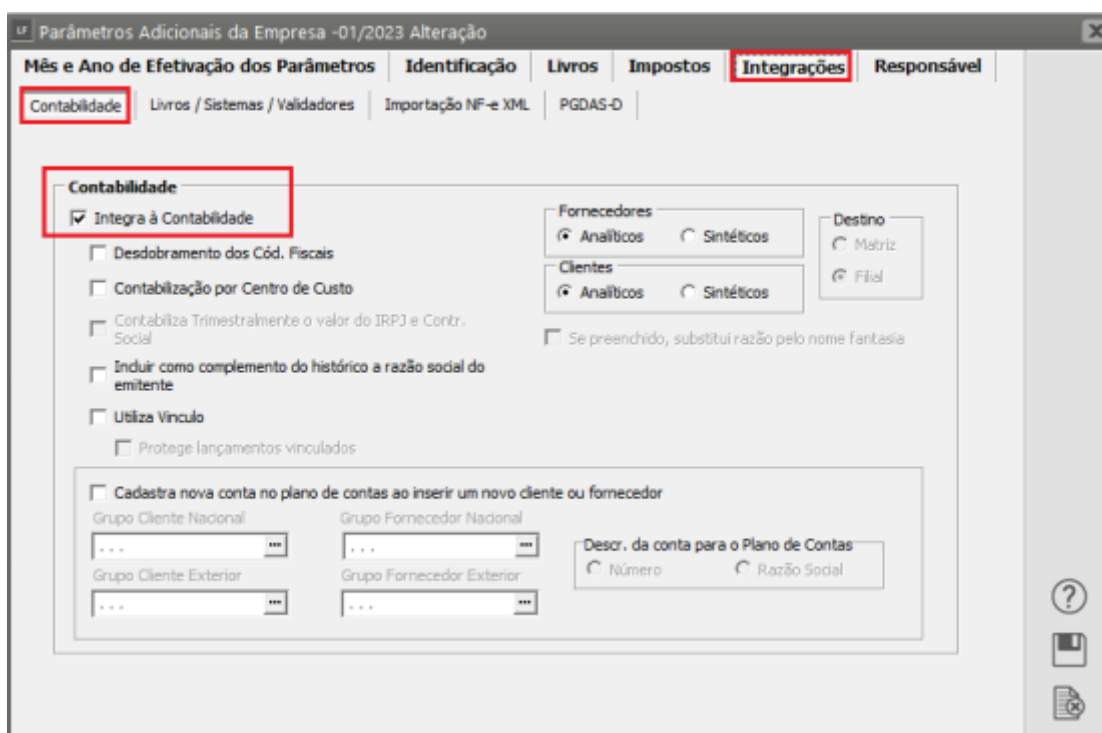 LF Parâmetros Adicionais da Empresa -01/2023 Alteração
Mês e Ano de Efetivação dos Parâmetros Identificação Livros Impostos Integrações Responsável
Contabilidade Livros / Sistemas / Validadores Importação NF-e XML PGDAS-D
Contabilidade
Integra à Contabilidade
Desdobramento dos Cód. Fiscais
Contabilização por Centro de Custo
Contabiliza Trimestralmente o valor do IRPJ e Contr.
Social
Incluir como complemento do histórico a razão social do
emitente
Utiliza Vinculo
Protege lançamentos vinculados
Fornecedores
Analíticos Sintéticos
Clientes
Analíticos Sintéticos
Destino
Matriz
Filial
Se preenchido, substitui razão pelo nome fantasia
Cadastra nova conta no plano de contas ao inserir um novo cliente ou fornecedor
Grupo Cliente Nacional Grupo Fornecedor Nacional
. . . ... . . . ...
Grupo Cliente Exterior Grupo Fornecedor Exterior
. . . ... . . . ...
Descr. da conta para o Plano de Contas
Número Razão Social